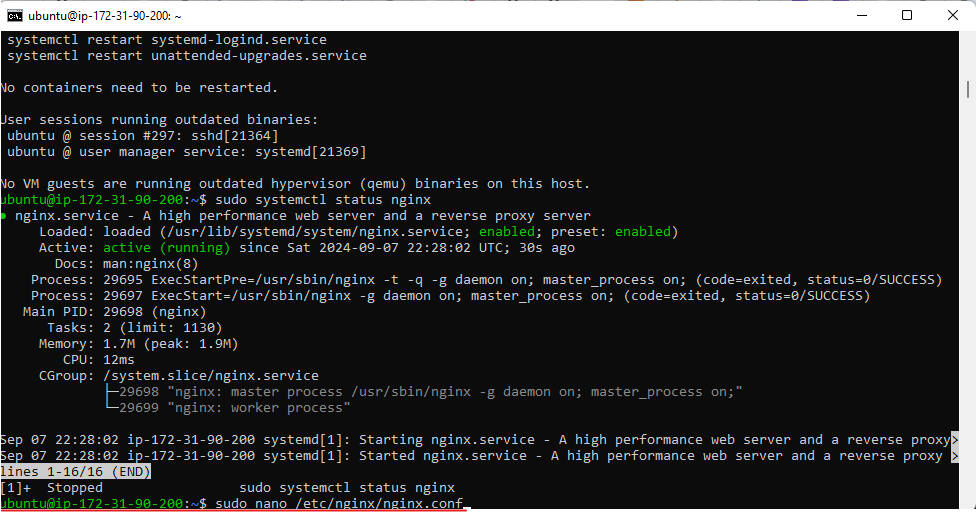 ubuntu@ip-172-31-90-200: ~
systemctl restart systemd-logind.service
systemctl restart unattended-upgrades.service
No containers need to be restarted.
User sessions running outdated binaries:
ubuntu @ session #297: sshd[21364]
ubuntu @ user manager service: systemd[21369]
No VM guests are running outdated hypervisor (qemu) binaries on this host.
ubuntu@ip-172-31-90-200:~$ sudo systemctl status nginx
● nginx.service - A high performance web server and a reverse proxy server
Loaded: loaded (/usr/lib/systemd/system/nginx.service; enabled; preset: enabled)
Active: active (running) since Sat 2024-09-07 22:28:02 UTC; 30s ago
Docs: man:nginx(8)
Process: 29695 ExecStartPre=/usr/sbin/nginx -t -q -g daemon on; master_process on; (code=exited, status=0/SUCCESS)
Process: 29697 ExecStart=/usr/sbin/nginx -g daemon on; master_process on; (code=exited, status=0/SUCCESS)
Main PID: 29698 (nginx)
Tasks: 2 (limit: 1130)
Memory: 1.7M (peak: 1.9M)
CPU: 12ms
CGroup: /system.slice/nginx.service
├─29698 "nginx: master process /usr/sbin/nginx -g daemon on; master_process on;"
└─29699 "nginx: worker process"
Sep 07 22:28:02 ip-172-31-90-200 systemd[1]: Starting nginx.service - A high performance web server and a reverse proxy>
Sep 07 22:28:02 ip-172-31-90-200 systemd[1]: Started nginx.service - A high performance web server and a reverse proxy >
lines 1-16/16 (END)
[1]+  Stopped                 sudo systemctl status nginx
ubuntu@ip-172-31-90-200:~$ sudo nano /etc/nginx/nginx.conf